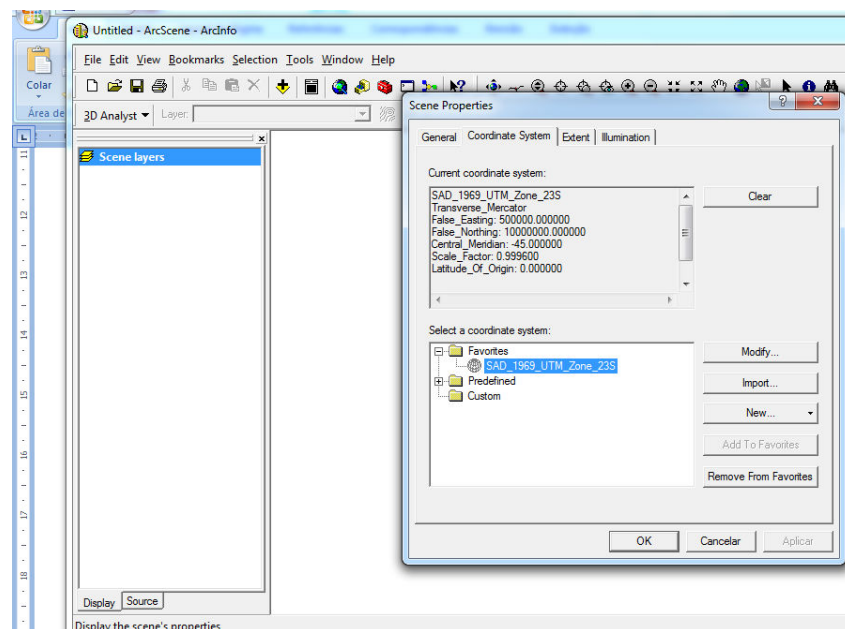 Untitled - ArcScene - ArcInfo
File Edit View Bookmarks Selection Tools Window Help
Colar
Área de
3D Analyst
Layer:
Scene layers
Scene Properties
General
Coordinate System
Extent
Illumination
Current coordinate system:
SAD_1969_UTM_Zone_23S
Transverse_Mercator
False_Easting: 500000.000000
False_Northing: 10000000.000000
Central_Meridian: -45.000000
Scale_Factor: 0.999600
Latitude_Of_Origin: 0.000000
Clear
Select a coordinate system:
Favorites
SAD_1969_UTM_Zone_23S
Predefined
Custom
Modify...
Import...
New...
Add To Favorites
Remove From Favorites
OK
Cancelar
Aplicar
Display
Source
Display the scene's properties
L
11
12
13
14
15
16
17
18